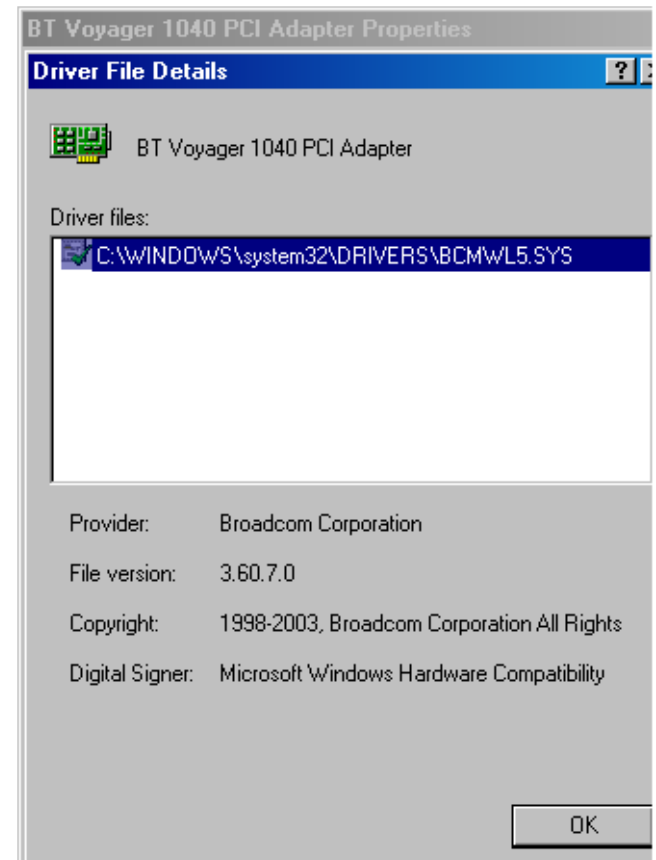 BT Voyager 1040 PCI Adapter Properties
Driver File Details
BT Voyager 1040 PCI Adapter
Driver files:
C:\WINDOWS\system32\DRIVERS\BCMWL5.SYS
Provider: Broadcom Corporation
File version: 3.60.7.0
Copyright: 1998-2003, Broadcom Corporation All Rights
Digital Signer: Microsoft Windows Hardware Compatibility
OK